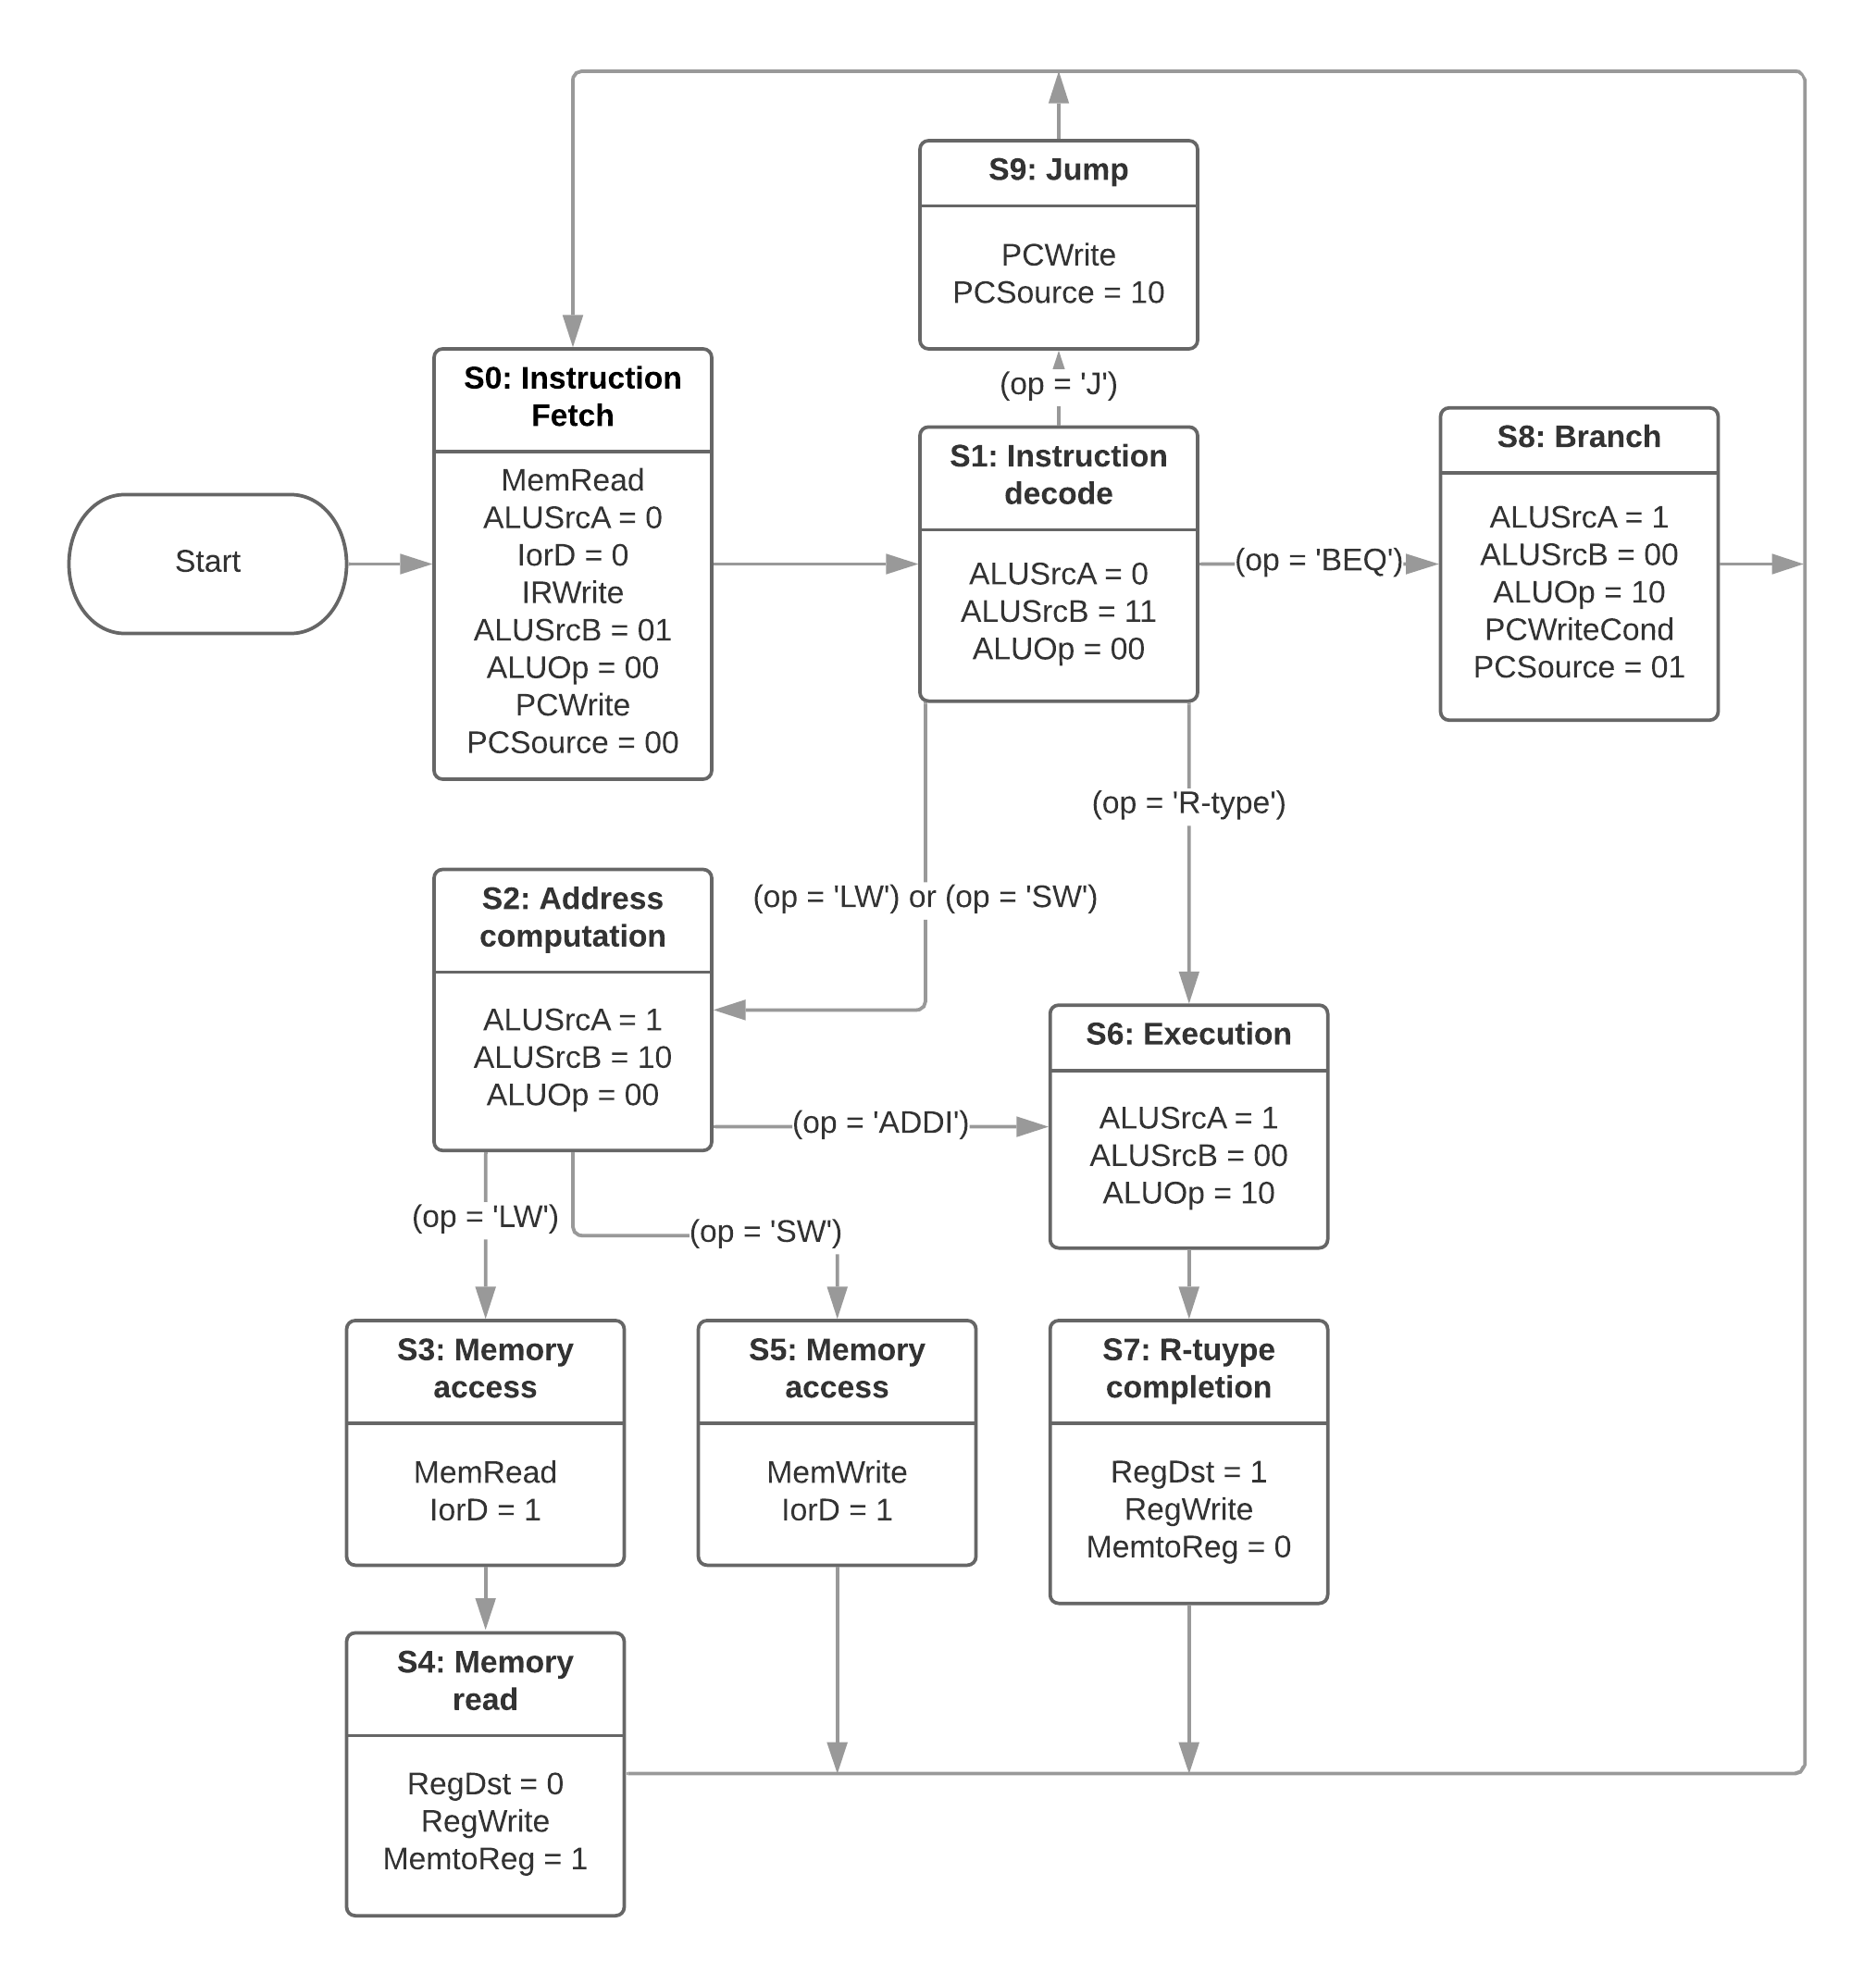 S9: Jump
PCWrite
PCSource = 10
(op = 'J')
S0: Instruction
Fetch
MemRead
ALUSrcA = 0
IorD = 0
IRWrite
ALUSrcB = 01
ALUOp = 00
PCWrite
PCSource = 00
Start
S1: Instruction
decode
ALUSrcA = 0
ALUSrcB = 11
ALUOp = 00
(op = 'BEQ')
S8: Branch
ALUSrcA = 1
ALUSrcB = 00
ALUOp = 10
PCWriteCond
PCSource = 01
(op = 'R-type')
(op = 'LW') or (op = 'SW')
S2: Address
computation
ALUSrcA = 1
ALUSrcB = 10
ALUOp = 00
(op = 'ADDI')
S6: Execution
ALUSrcA = 1
ALUSrcB = 00
ALUOp = 10
(op = 'LW')
(op = 'SW')
S3: Memory
access
MemRead
IorD = 1
S5: Memory
access
MemWrite
IorD = 1
S7: R-tuype
completion
RegDst = 1
RegWrite
MemtoReg = 0
S4: Memory
read
RegDst = 0
RegWrite
MemtoReg = 1